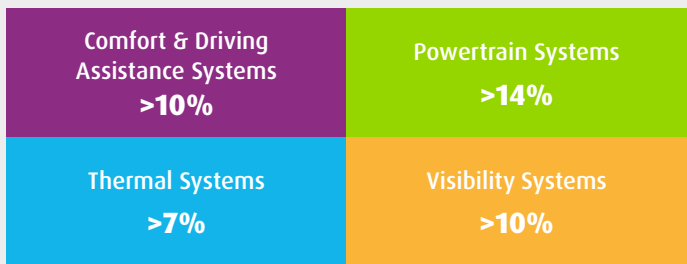 Comfort & Driving
Assistance Systems
>10%
Powertrain Systems
>14%
Thermal Systems
>7%
Visibility Systems
>10%